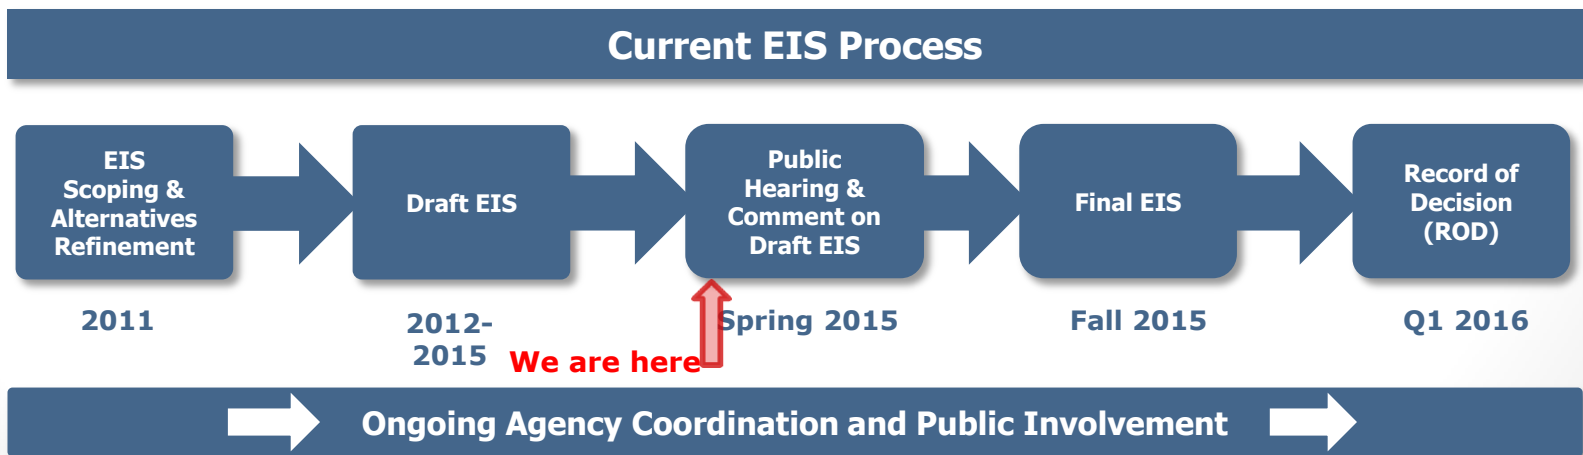 Current EIS Process
EIS
Scoping &
Alternatives
Refinement
Draft EIS
Public
Hearing &
Comment on
Draft EIS
Final EIS
Record of
Decision
(ROD)
2011
2012-
2015
Spring 2015
Fall 2015
Q1 2016
We are here
Ongoing Agency Coordination and Public Involvement